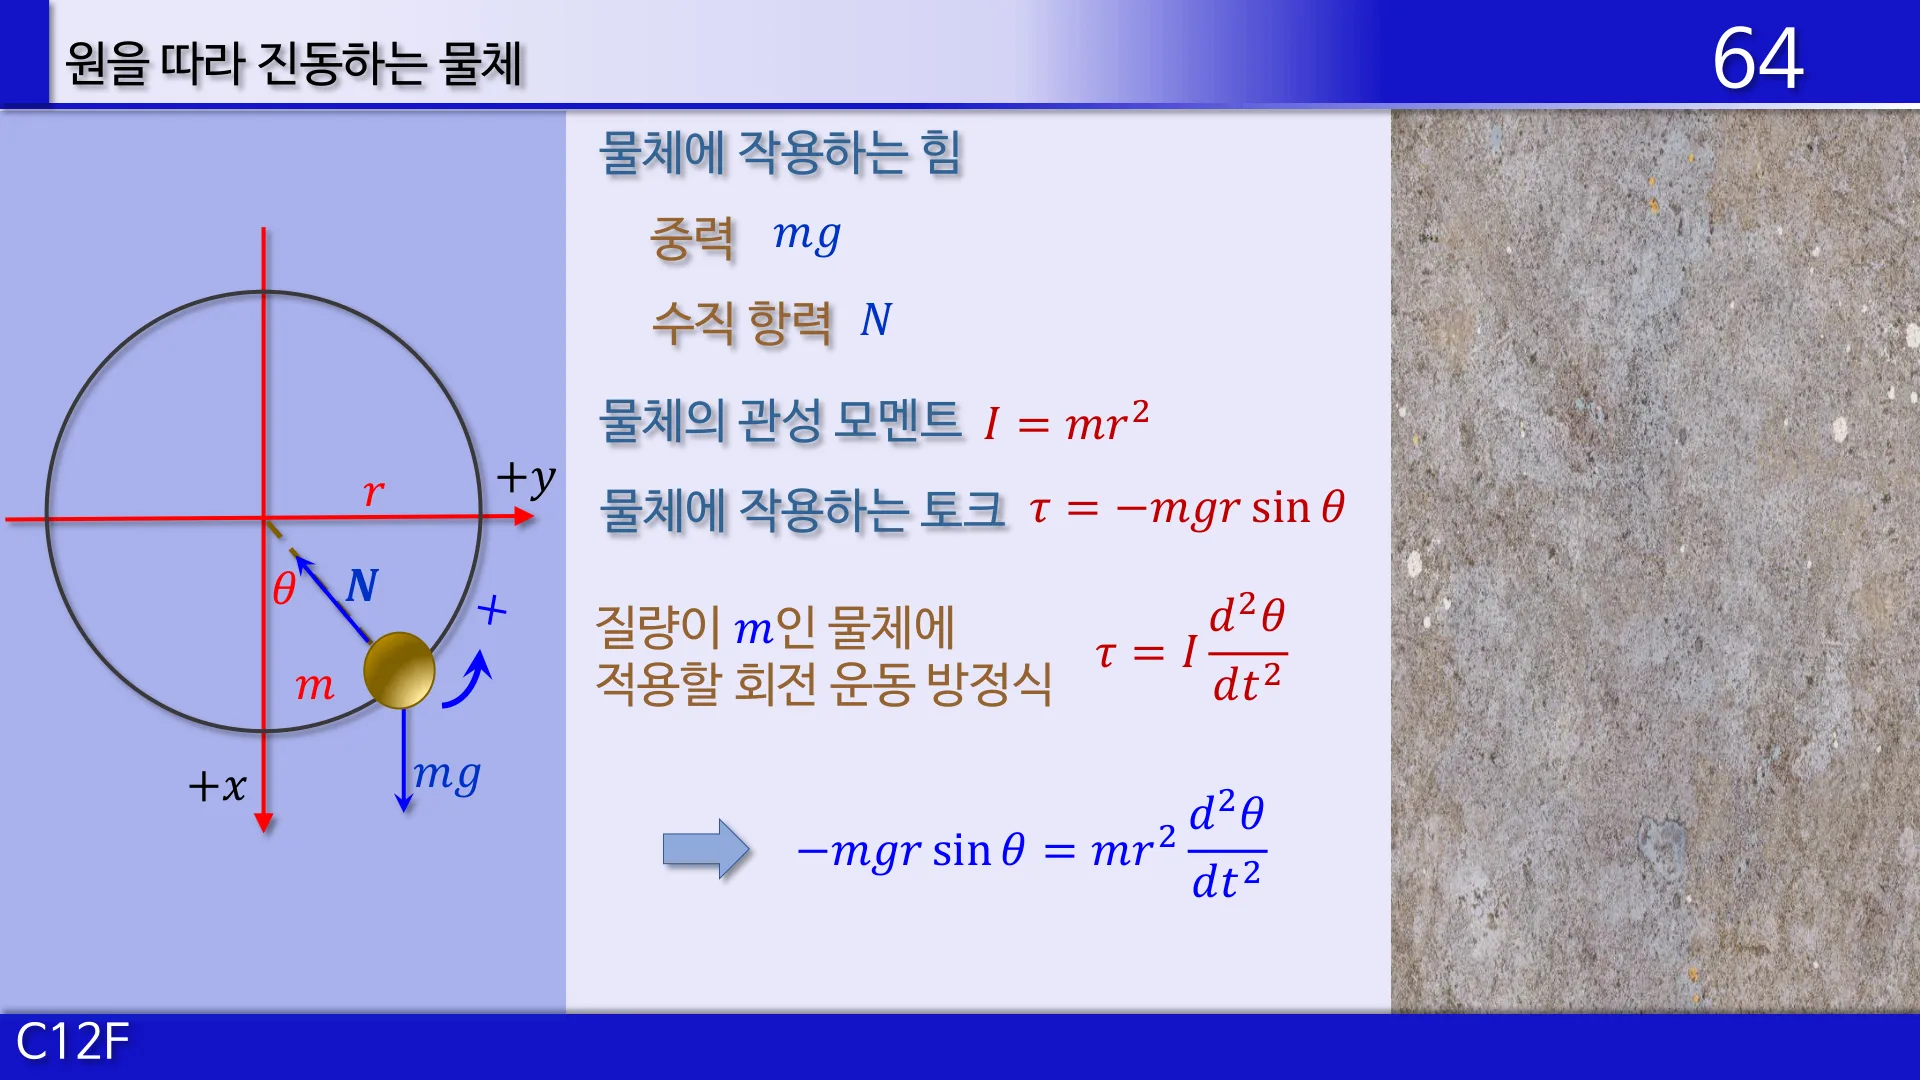 원을 따라 진동하는 물체
64
+y
r
θ
N
+
m
+x
mg
물체에 작용하는 힘
중력 mg
수직 항력 N
물체의 관성 모멘트 I = mr²
물체에 작용하는 토크 τ = −mgr sin θ
질량이 m인 물체에
적용할 회전 운동 방정식 τ = I d²θ/dt²
−mgr sin θ = mr² d²θ/dt²
C12F